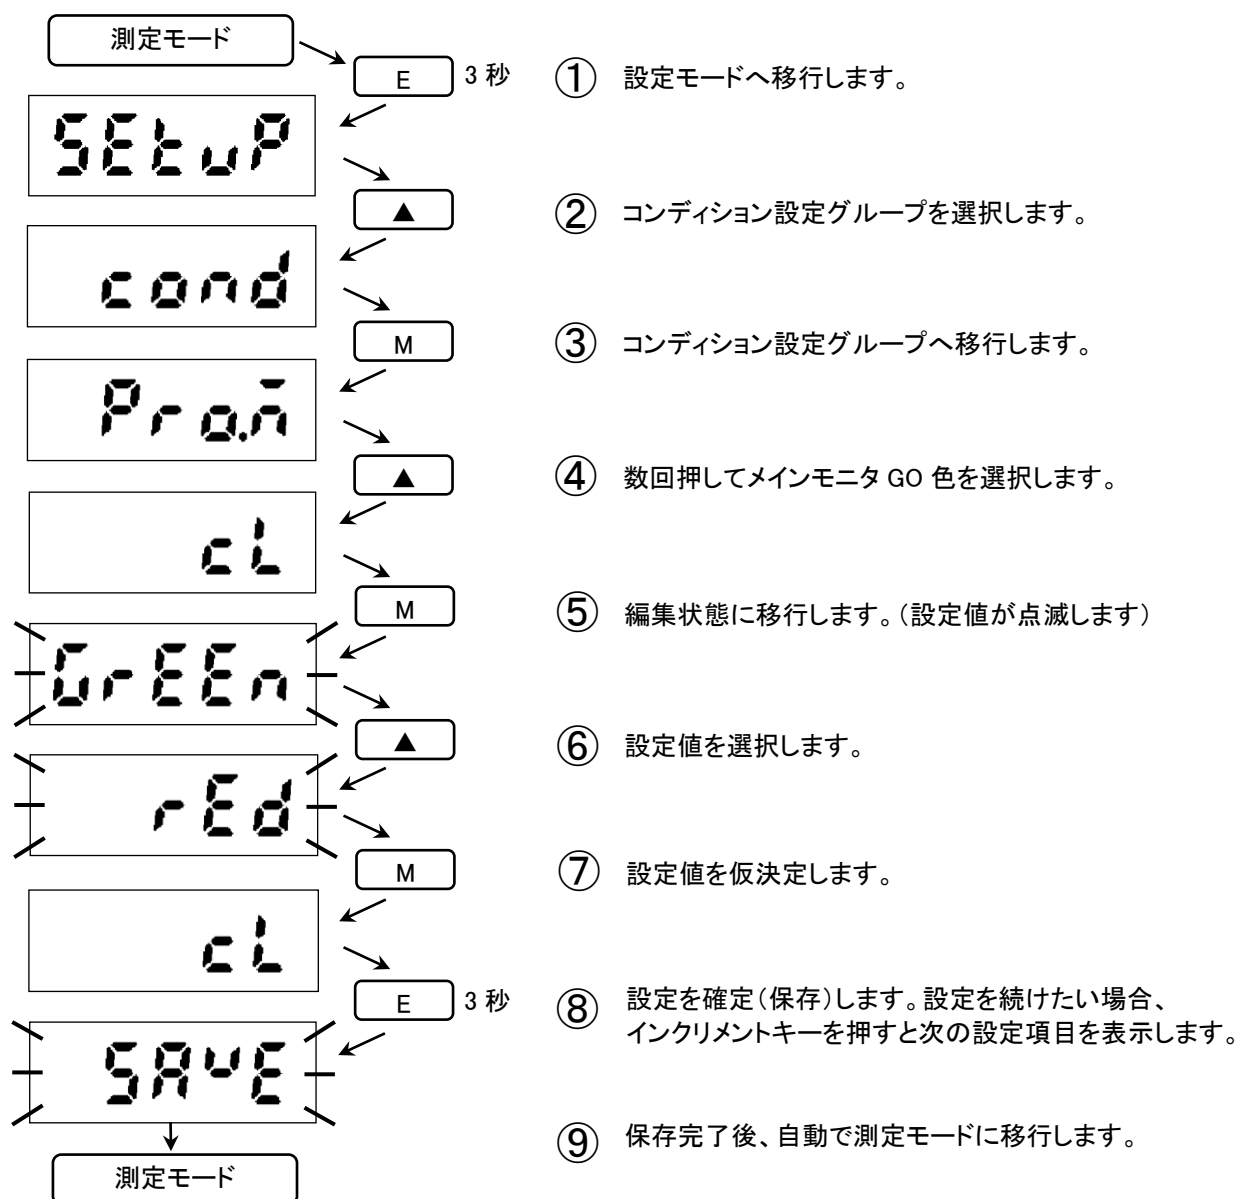 測定モード
E 3 秒 ① 設定モードへ移行します。
SEtuP
▲ ② コンディション設定グループを選択します。
cond
M ③ コンディション設定グループへ移行します。
Pro.m
▲ ④ 数回押してメインモニタ GO 色を選択します。
cL
M ⑤ 編集状態に移行します。（設定値が点滅します）
GrEEn
▲ ⑥ 設定値を選択します。
rEd
M ⑦ 設定値を仮決定します。
cL
E 3 秒 ⑧ 設定を確定（保存）します。設定を続けたい場合、
インクリメントキーを押すと次の設定項目を表示します。
SAvE
⑨ 保存完了後、自動で測定モードに移行します。
測定モード